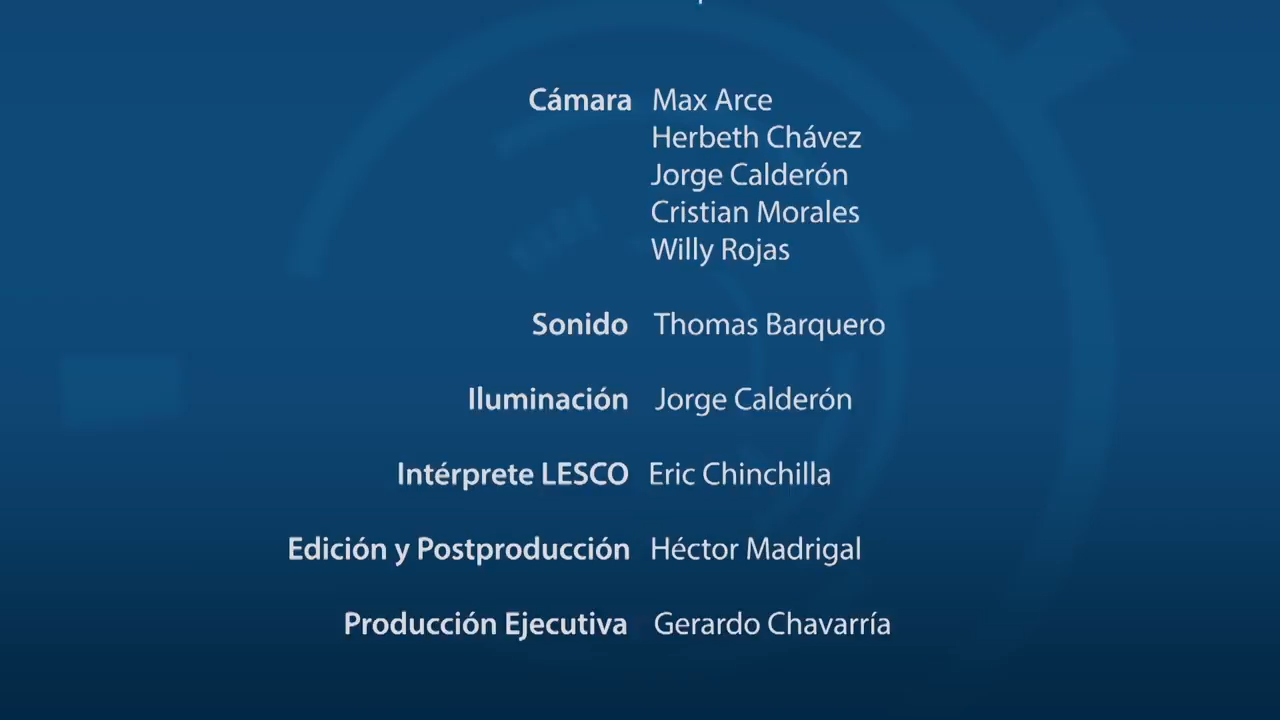 Cámara Max Arce
Herbeth Chávez
Jorge Calderón
Cristian Morales
Willy Rojas
Sonido Thomas Barquero
Iluminación Jorge Calderón
Intérprete LESCO Eric Chinchilla
Edición y Postproducción Héctor Madrigal
Producción Ejecutiva Gerardo Chavarría